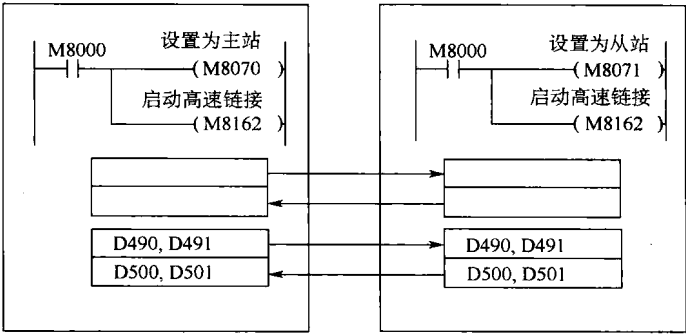 设置为主站
M8000
M8070
启动高速链接
M8162
D490, D491
D500, D501
设置为从站
M8000
M8071
启动高速链接
M8162
D490, D491
D500, D501